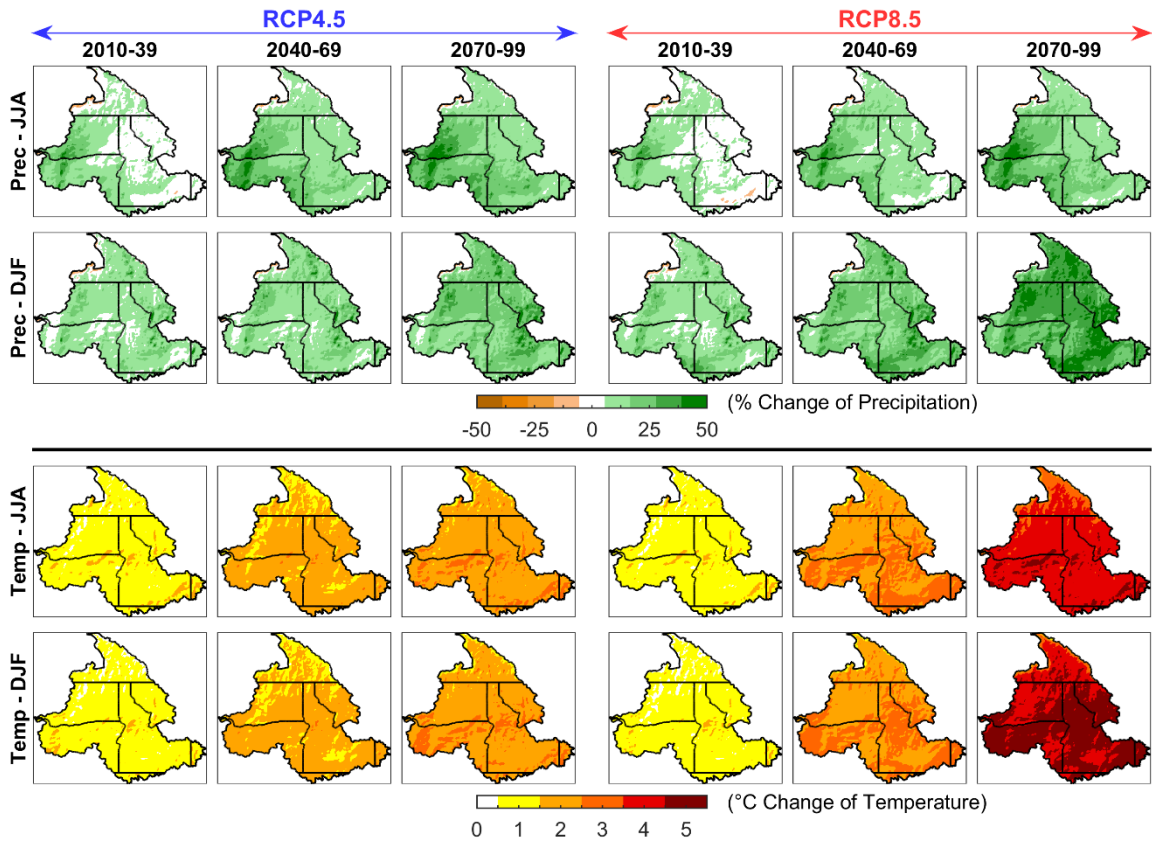 RCP4.5 RCP8.5
2010-39 2040-69 2070-99 2010-39 2040-69 2070-99
Prec - JJA
Prec - DJF
(% Change of Precipitation)
-50 -25 0 25 50
Temp - JJA
Temp - DJF
(°C Change of Temperature)
0 1 2 3 4 5